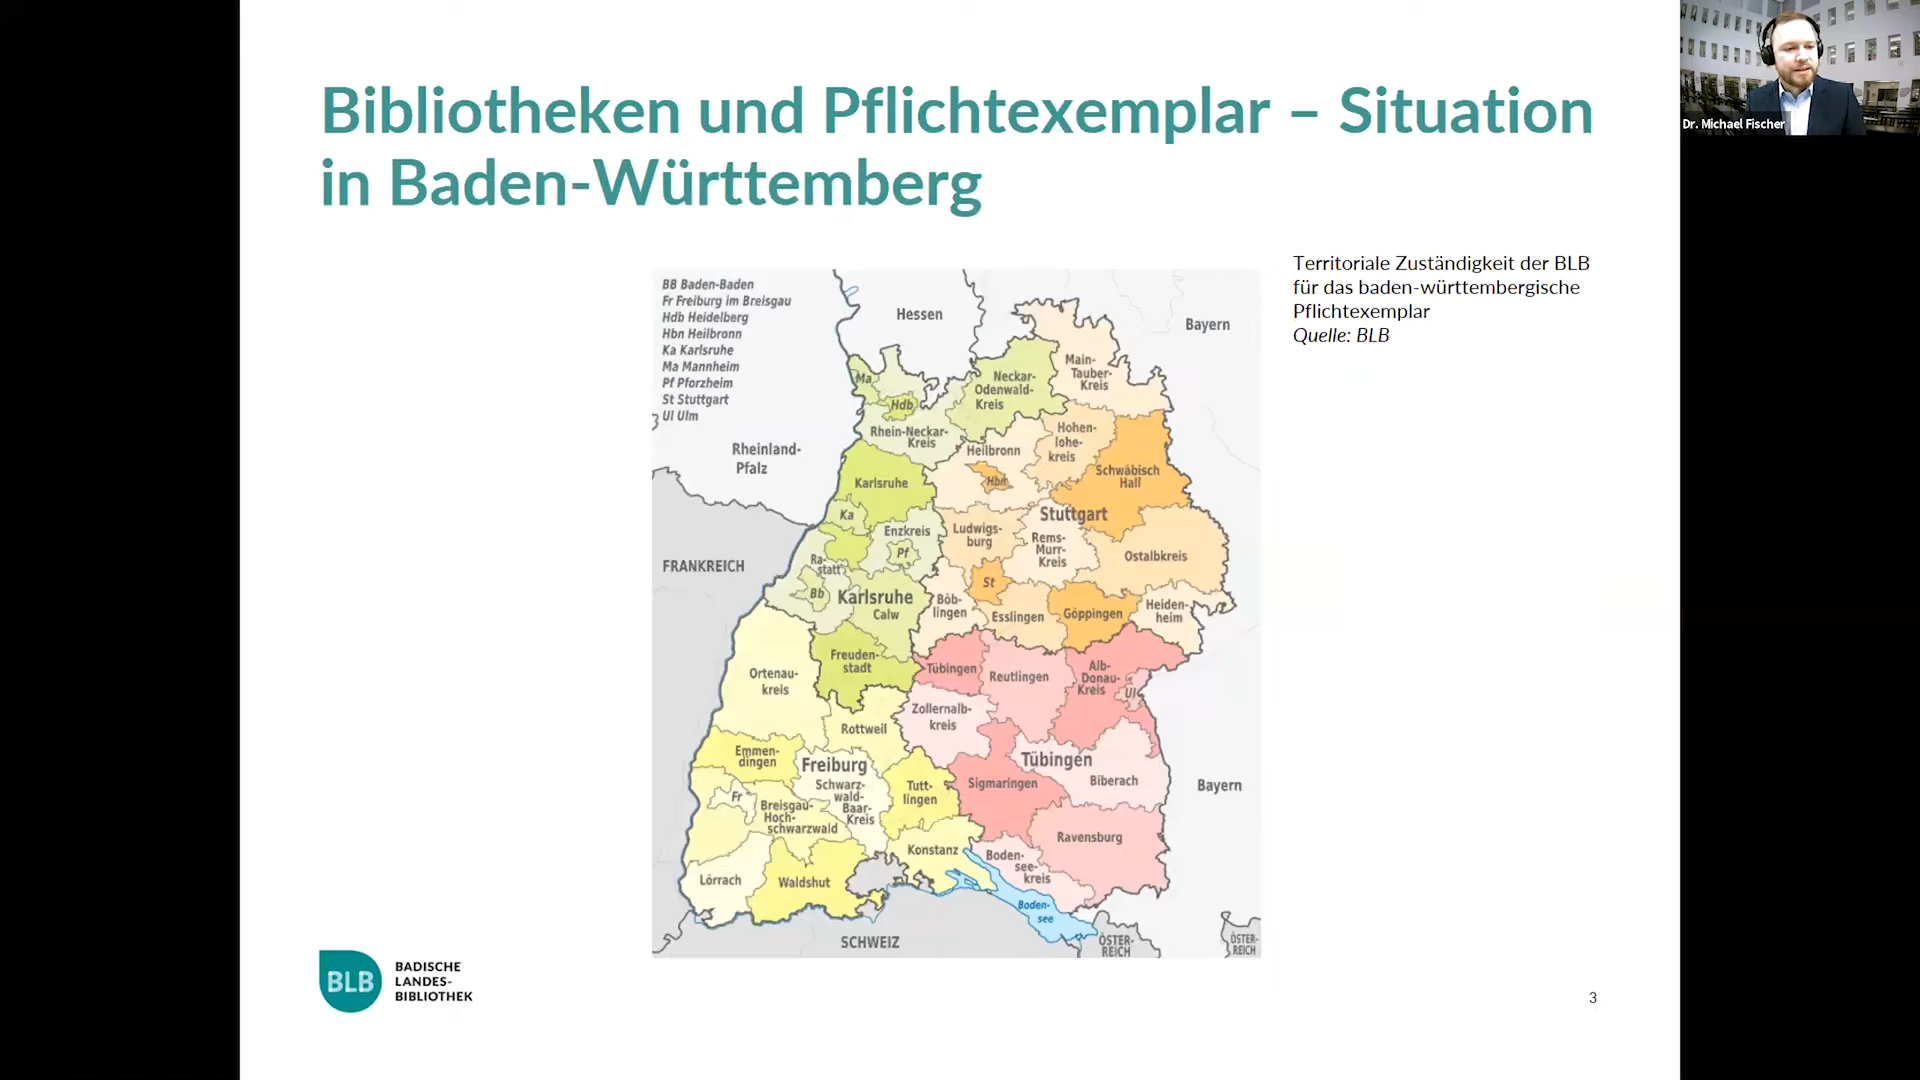 Bibliotheken und Pflichtexemplar – Situation
in Baden-Württemberg
Dr. Michael Fischer
Territoriale Zuständigkeit der BLB
für das baden-württembergische
Pflichtexemplar
Quelle: BLB
BB Baden-Baden
Fr Freiburg im Breisgau
Hdb Heidelberg
Hbn Heilbronn
Ka Karlsruhe
Ma Mannheim
Pf Pforzheim
St Stuttgart
Ul Ulm
Hessen
Bayern
Rheinland-
Pfalz
FRANKREICH
Main-
Tauber-
Kreis
Neckar-
Odenwald-
Kreis
Ma
Hdb
Rhein-Neckar-
Kreis
Hohen-
lohe-
kreis
Heilbronn
Hbn
Schwäbisch
Hall
Karlsruhe
Ka
Stuttgart
Enzkreis
Pf
Ludwigs-
burg
Rems-
Murr-
Kreis
Ostalbkreis
Ra-
statt
Bb
Karlsruhe
Calw
St
Böb-
lingen
Esslingen
Göppingen
Heiden-
heim
Freuden-
stadt
Tübingen
Reutlingen
Alb-
Donau-
Kreis
Ul
Ortenau-
kreis
Zollernalb-
kreis
Rottweil
Emmen-
dingen
Freiburg
Schwarz-
wald-
Baar-
Kreis
Tutt-
lingen
Tübingen
Sigmaringen
Biberach
Bayern
Fr
Breisgau-
Hoch-
schwarzwald
Ravensburg
Konstanz
Boden-
see-
kreis
Lörrach
Waldshut
Boden-
see
SCHWEIZ
ÖSTER-
REICH
ÖSTER-
REICH
BLB
BADISCHE
LANDES-
BIBLIOTHEK
3